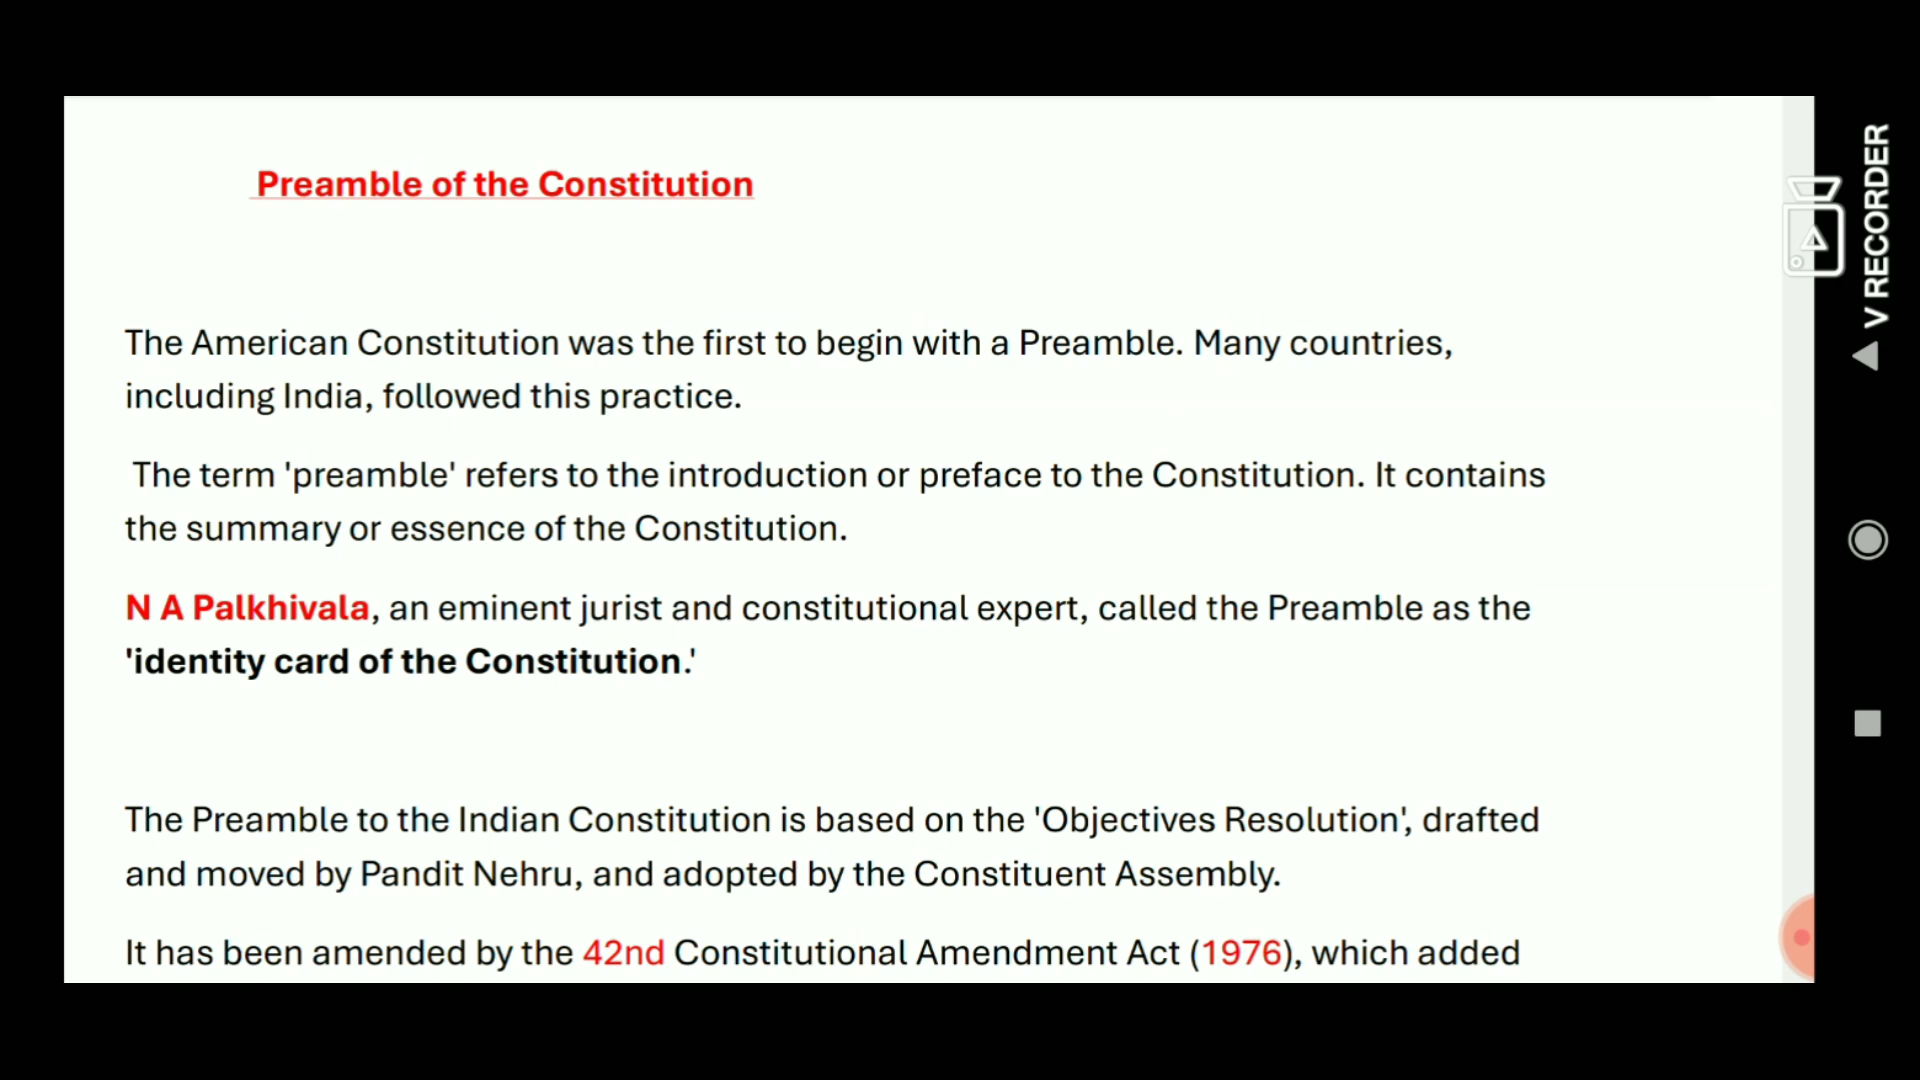 Preamble of the Constitution
The American Constitution was the first to begin with a Preamble. Many countries,
including India, followed this practice.
The term 'preamble' refers to the introduction or preface to the Constitution. It contains
the summary or essence of the Constitution.
N A Palkhivala, an eminent jurist and constitutional expert, called the Preamble as the
'identity card of the Constitution.'
The Preamble to the Indian Constitution is based on the 'Objectives Resolution', drafted
and moved by Pandit Nehru, and adopted by the Constituent Assembly.
It has been amended by the 42nd Constitutional Amendment Act (1976), which added
V RECORDER